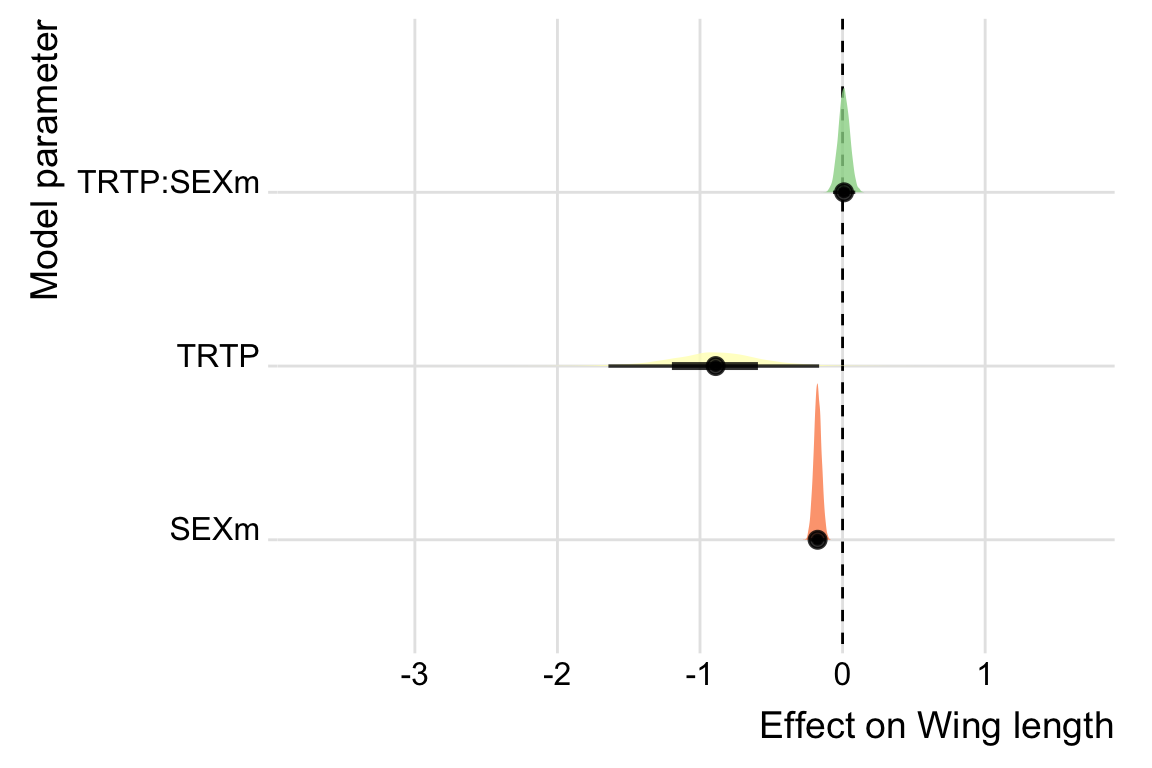 Model parameter
TRTP:SEXm
TRTP
SEXm
-3 -2 -1 0 1
Effect on Wing length